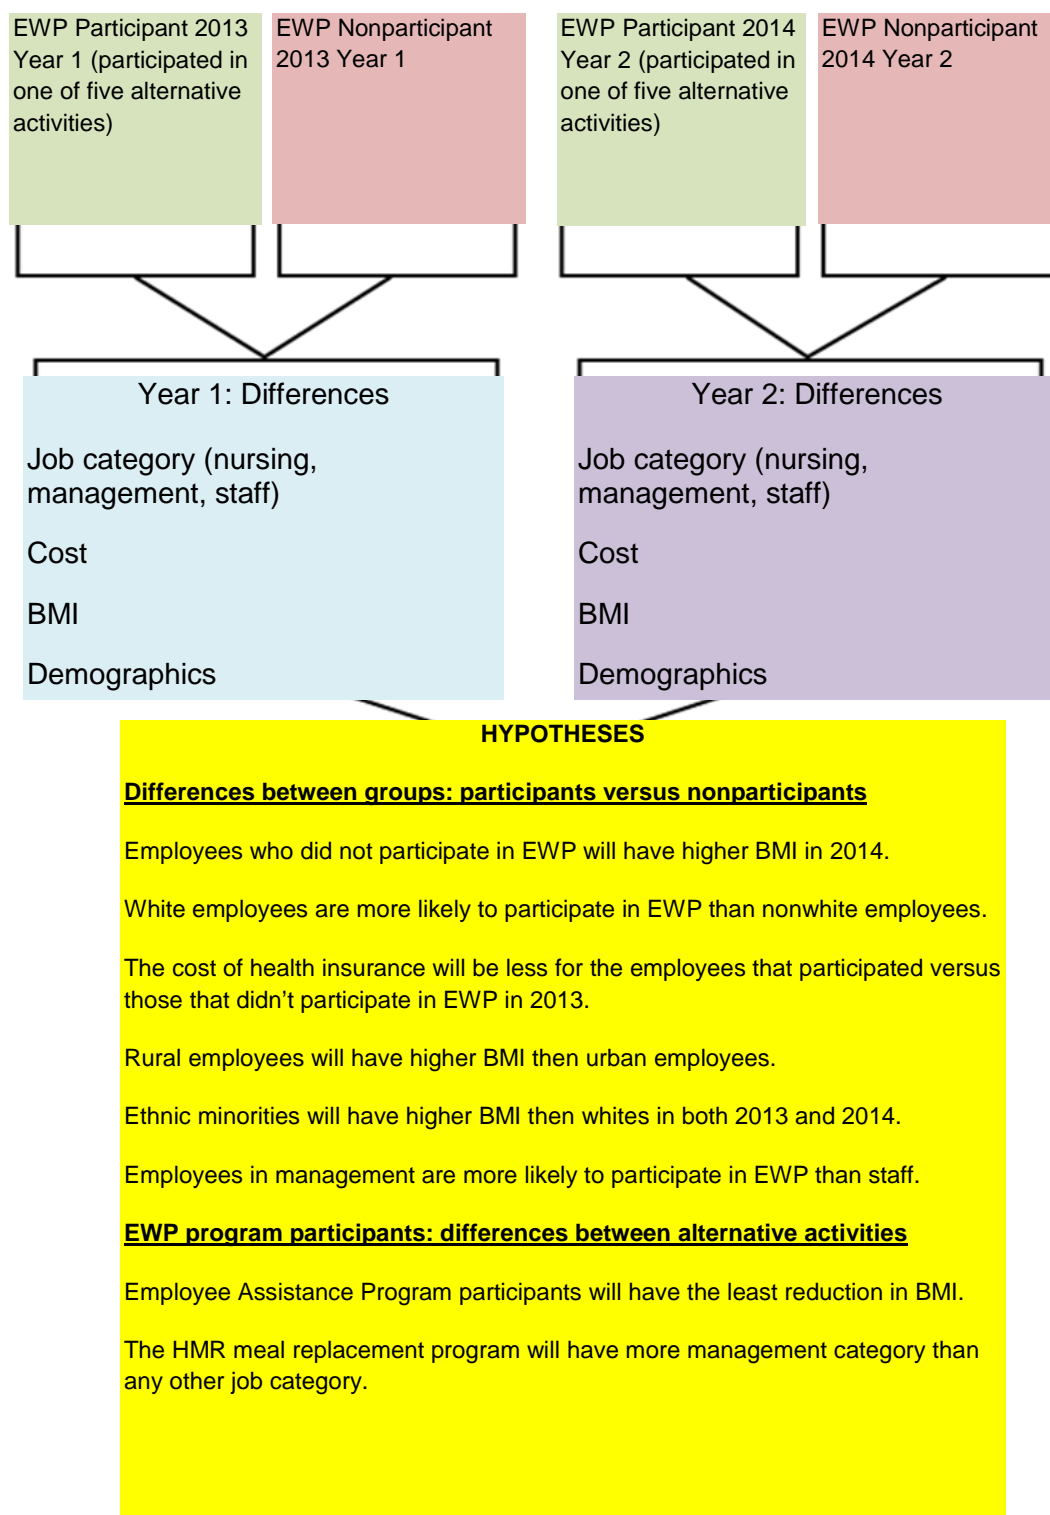 EWP Participant 2013
Year 1 (participated in
one of five alternative
activities)
EWP Nonparticipant
2013 Year 1
EWP Participant 2014
Year 2 (participated in
one of five alternative
activities)
EWP Nonparticipant
2014 Year 2
Year 1: Differences
Job category (nursing,
management, staff)
Cost
BMI
Demographics
Year 2: Differences
Job category (nursing,
management, staff)
Cost
BMI
Demographics
HYPOTHESES
Differences between groups: participants versus nonparticipants
Employees who did not participate in EWP will have higher BMI in 2014.
White employees are more likely to participate in EWP than nonwhite employees.
The cost of health insurance will be less for the employees that participated versus
those that didn’t participate in EWP in 2013.
Rural employees will have higher BMI then urban employees.
Ethnic minorities will have higher BMI then whites in both 2013 and 2014.
Employees in management are more likely to participate in EWP than staff.
EWP program participants: differences between alternative activities
Employee Assistance Program participants will have the least reduction in BMI.
The HMR meal replacement program will have more management category than
any other job category.